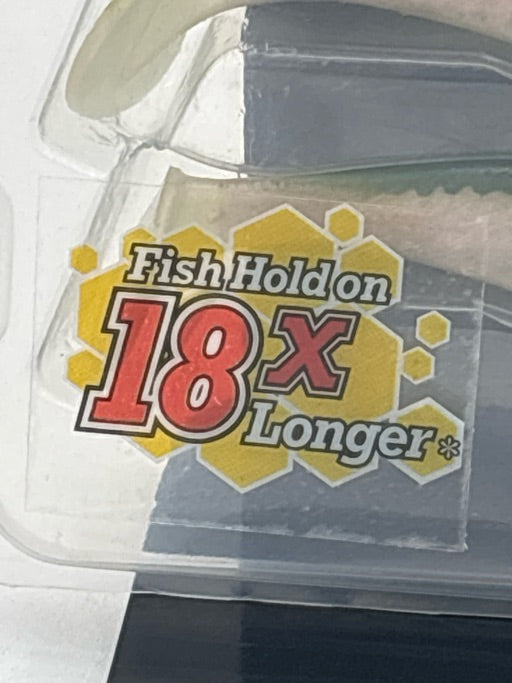 Fish Hold on
18x
Longer*